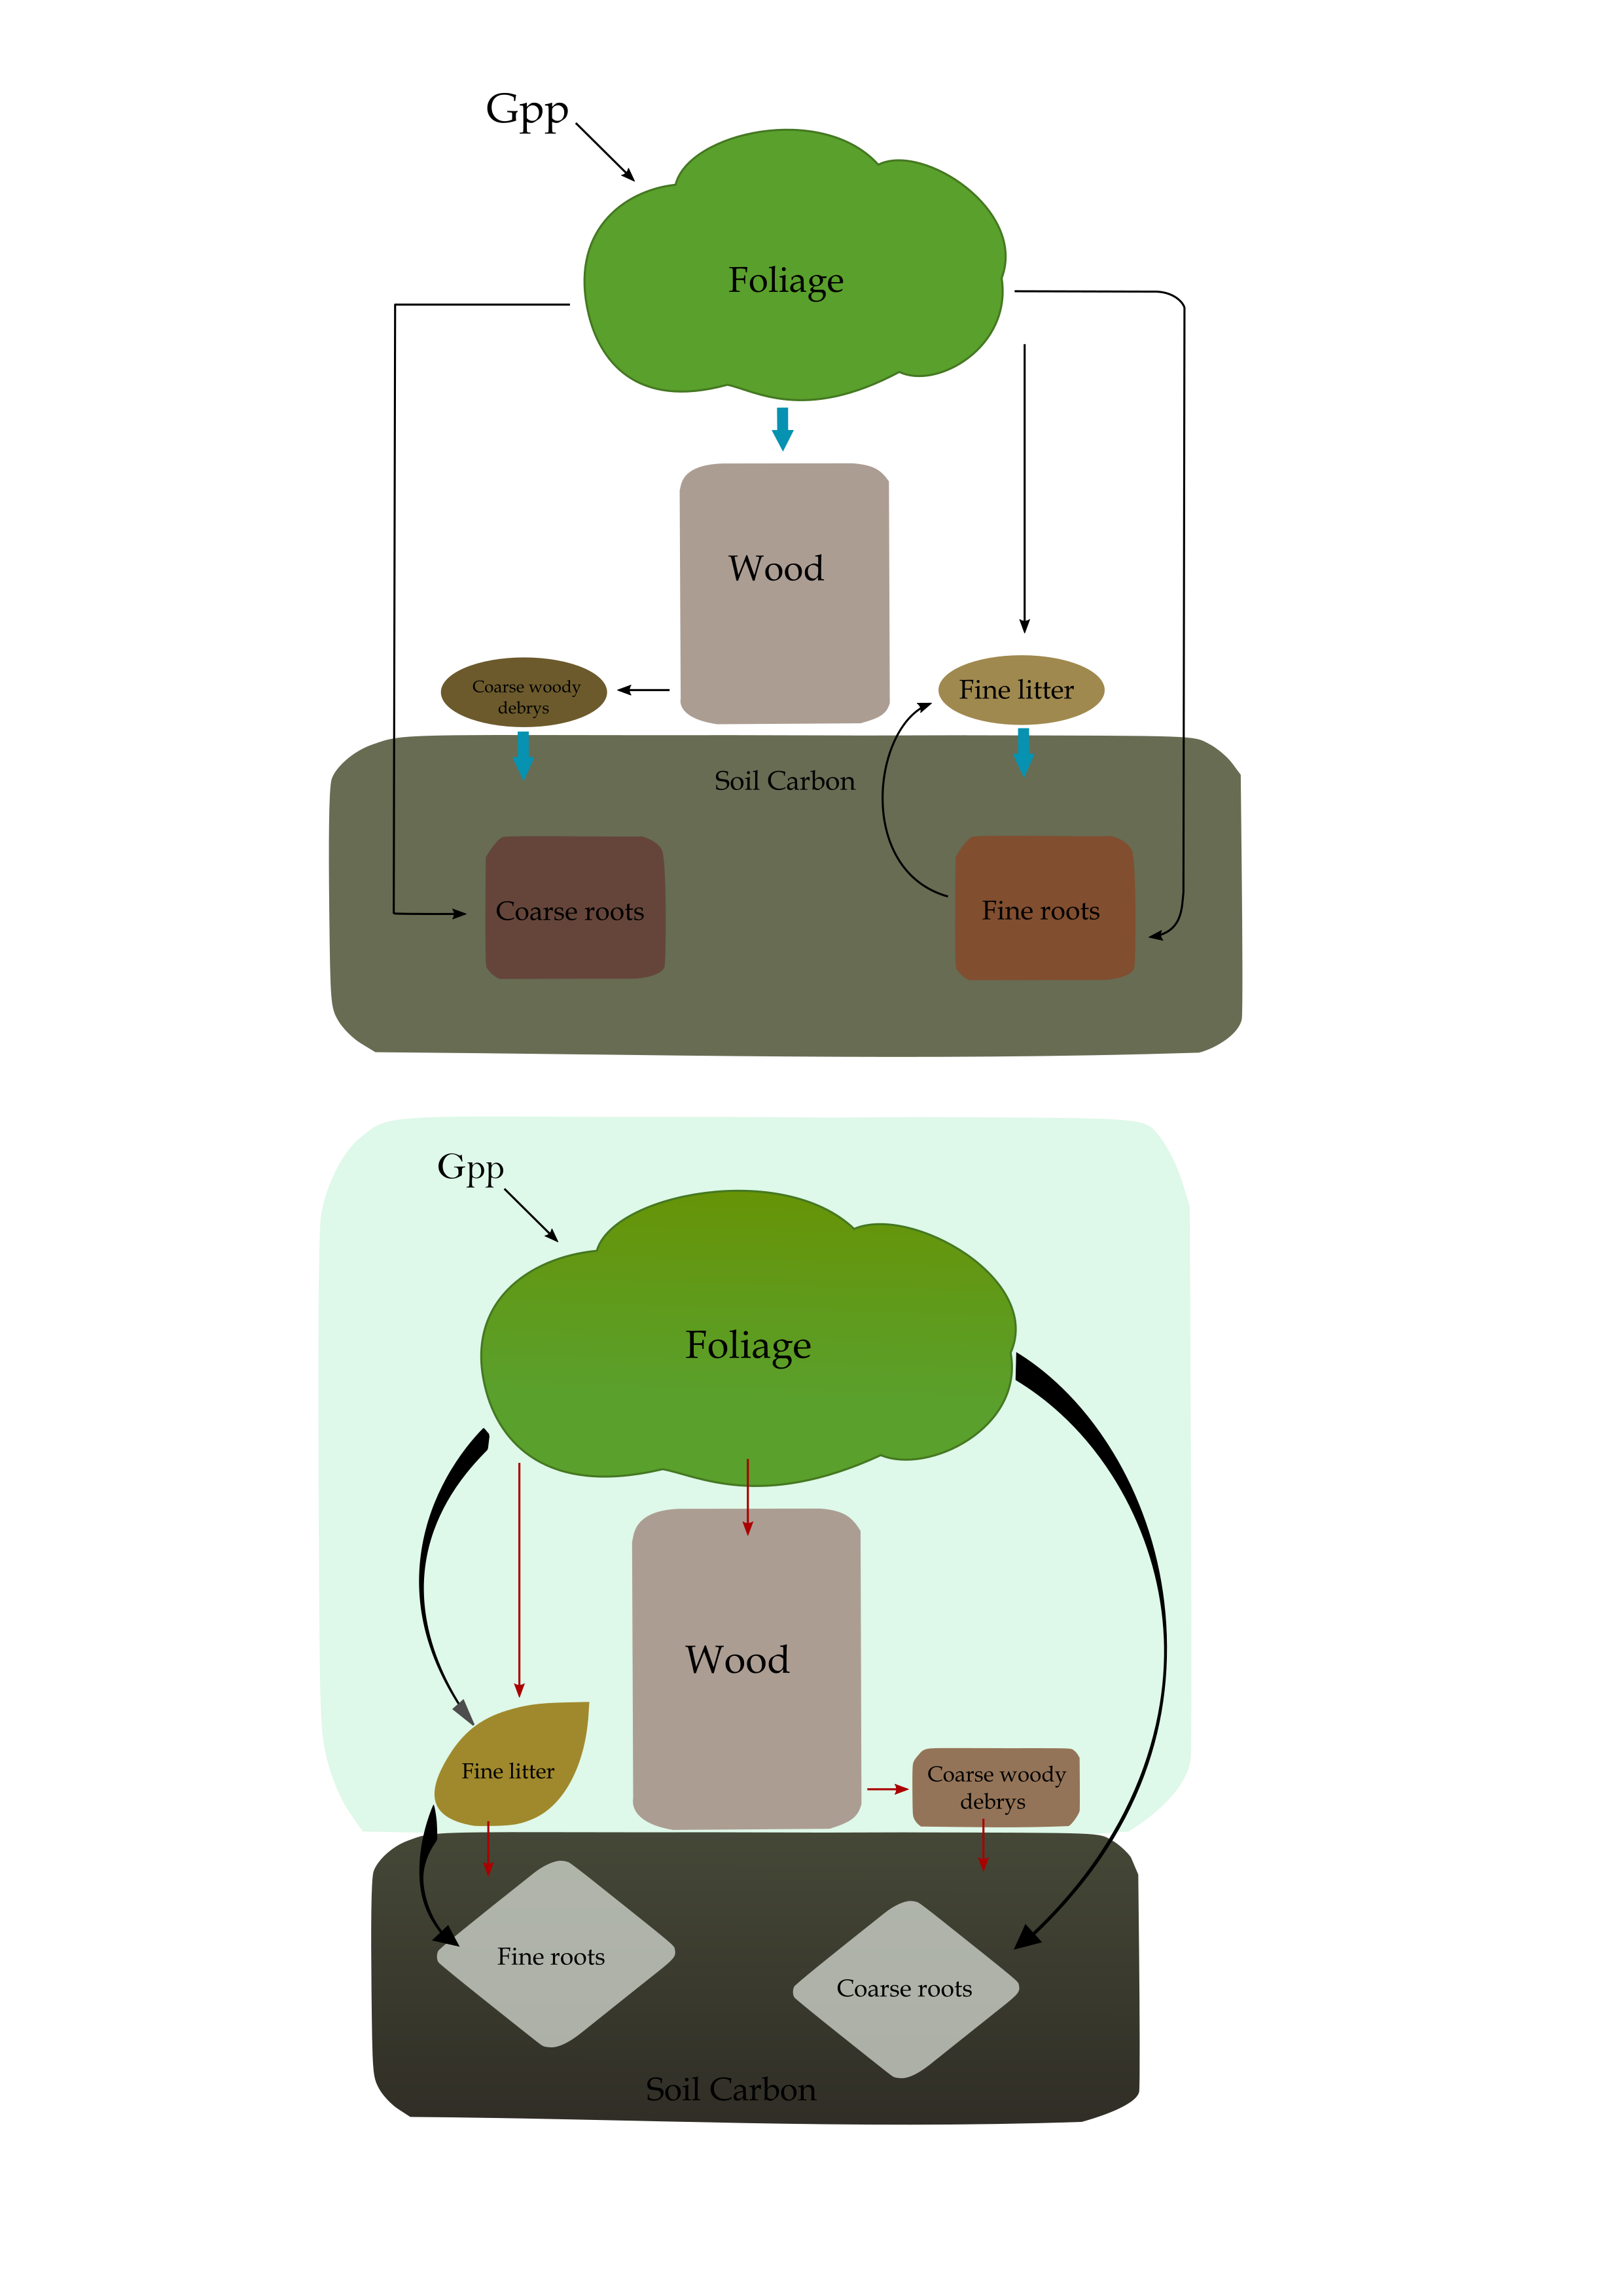 Gpp
Foliage
Wood
Coarse woody
debrys
Fine litter
Soil Carbon
Coarse roots
Fine roots
Gpp
Foliage
Wood
Fine litter
Coarse woody
debrys
Fine roots
Coarse roots
Soil Carbon